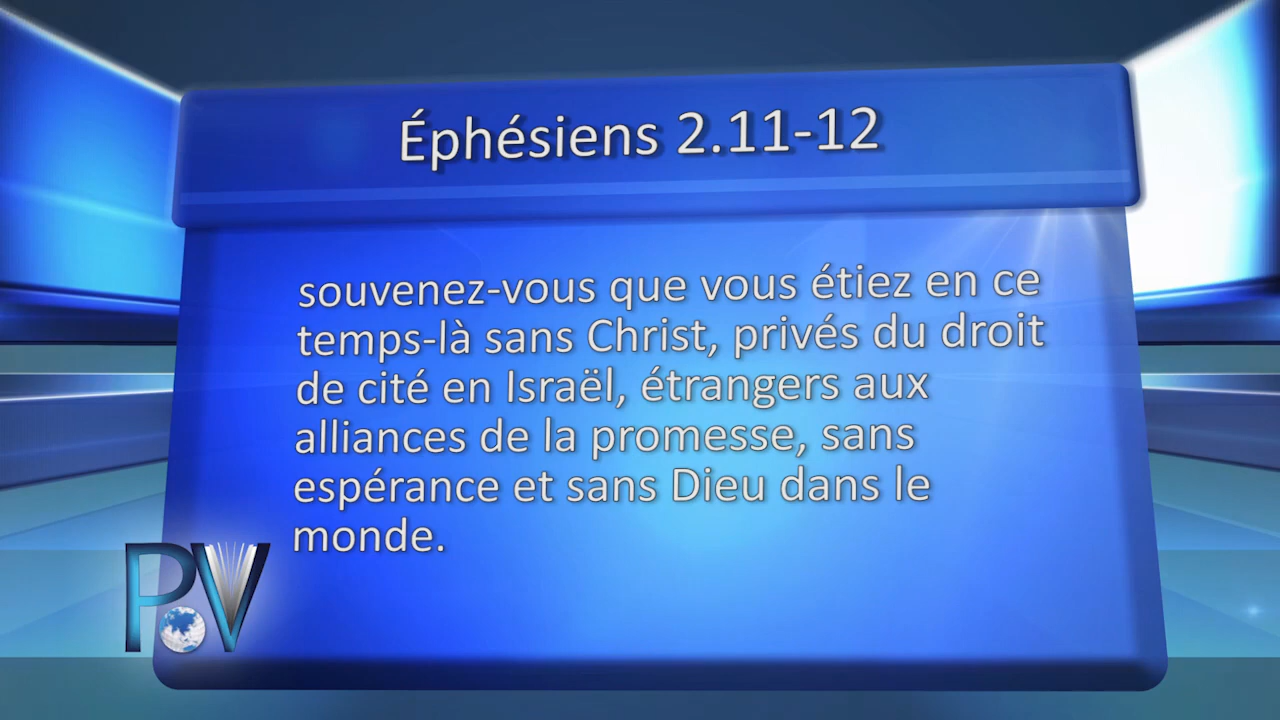 Éphésiens 2.11-12
souvenez-vous que vous étiez en ce
temps-là sans Christ, privés du droit
de cité en Israël, étrangers aux
alliances de la promesse, sans
espérance et sans Dieu dans le
monde.
PV